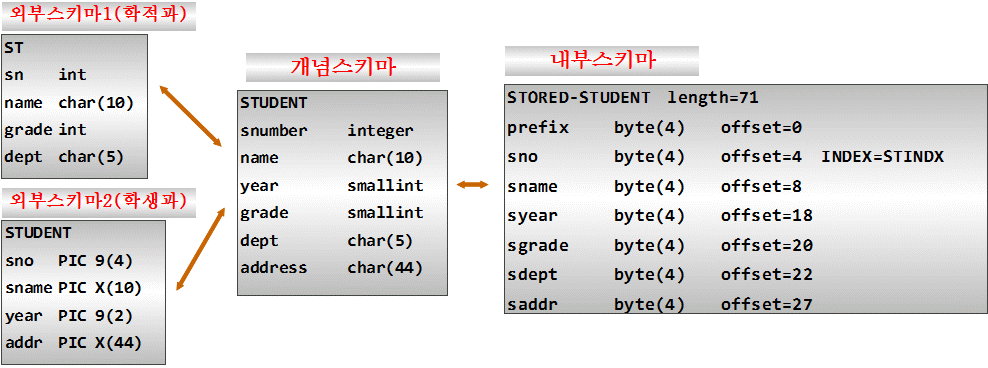 외부스키마1(학적과)
ST
sn int
name char(10)
grade int
dept char(5)
외부스키마2(학생과)
STUDENT
sno PIC 9(4)
sname PIC X(10)
year PIC 9(2)
addr PIC X(44)
개념스키마
STUDENT
snumber integer
name char(10)
year smallint
grade smallint
dept char(5)
address char(44)
내부스키마
STORED-STUDENT length=71
prefix byte(4) offset=0
sno byte(4) offset=4 INDEX=STINDX
sname byte(4) offset=8
syear byte(4) offset=18
sgrade byte(4) offset=20
sdept byte(4) offset=22
saddr byte(4) offset=27